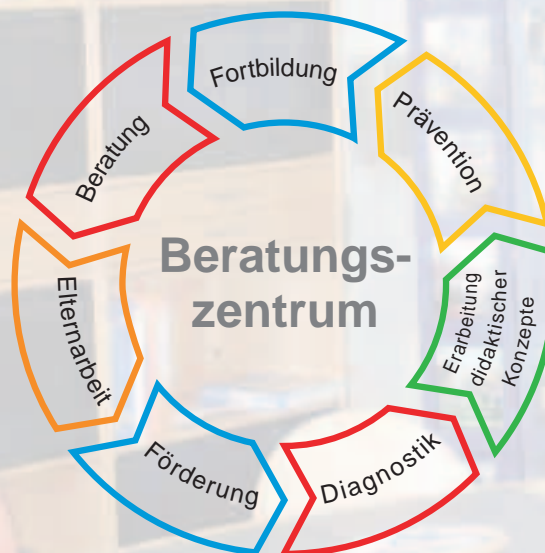 Fortbildung
Prävention
Erarbeitung
didaktischer
Konzepte
Diagnostik
Förderung
Elternarbeit
Beratung
Beratungs-
zentrum